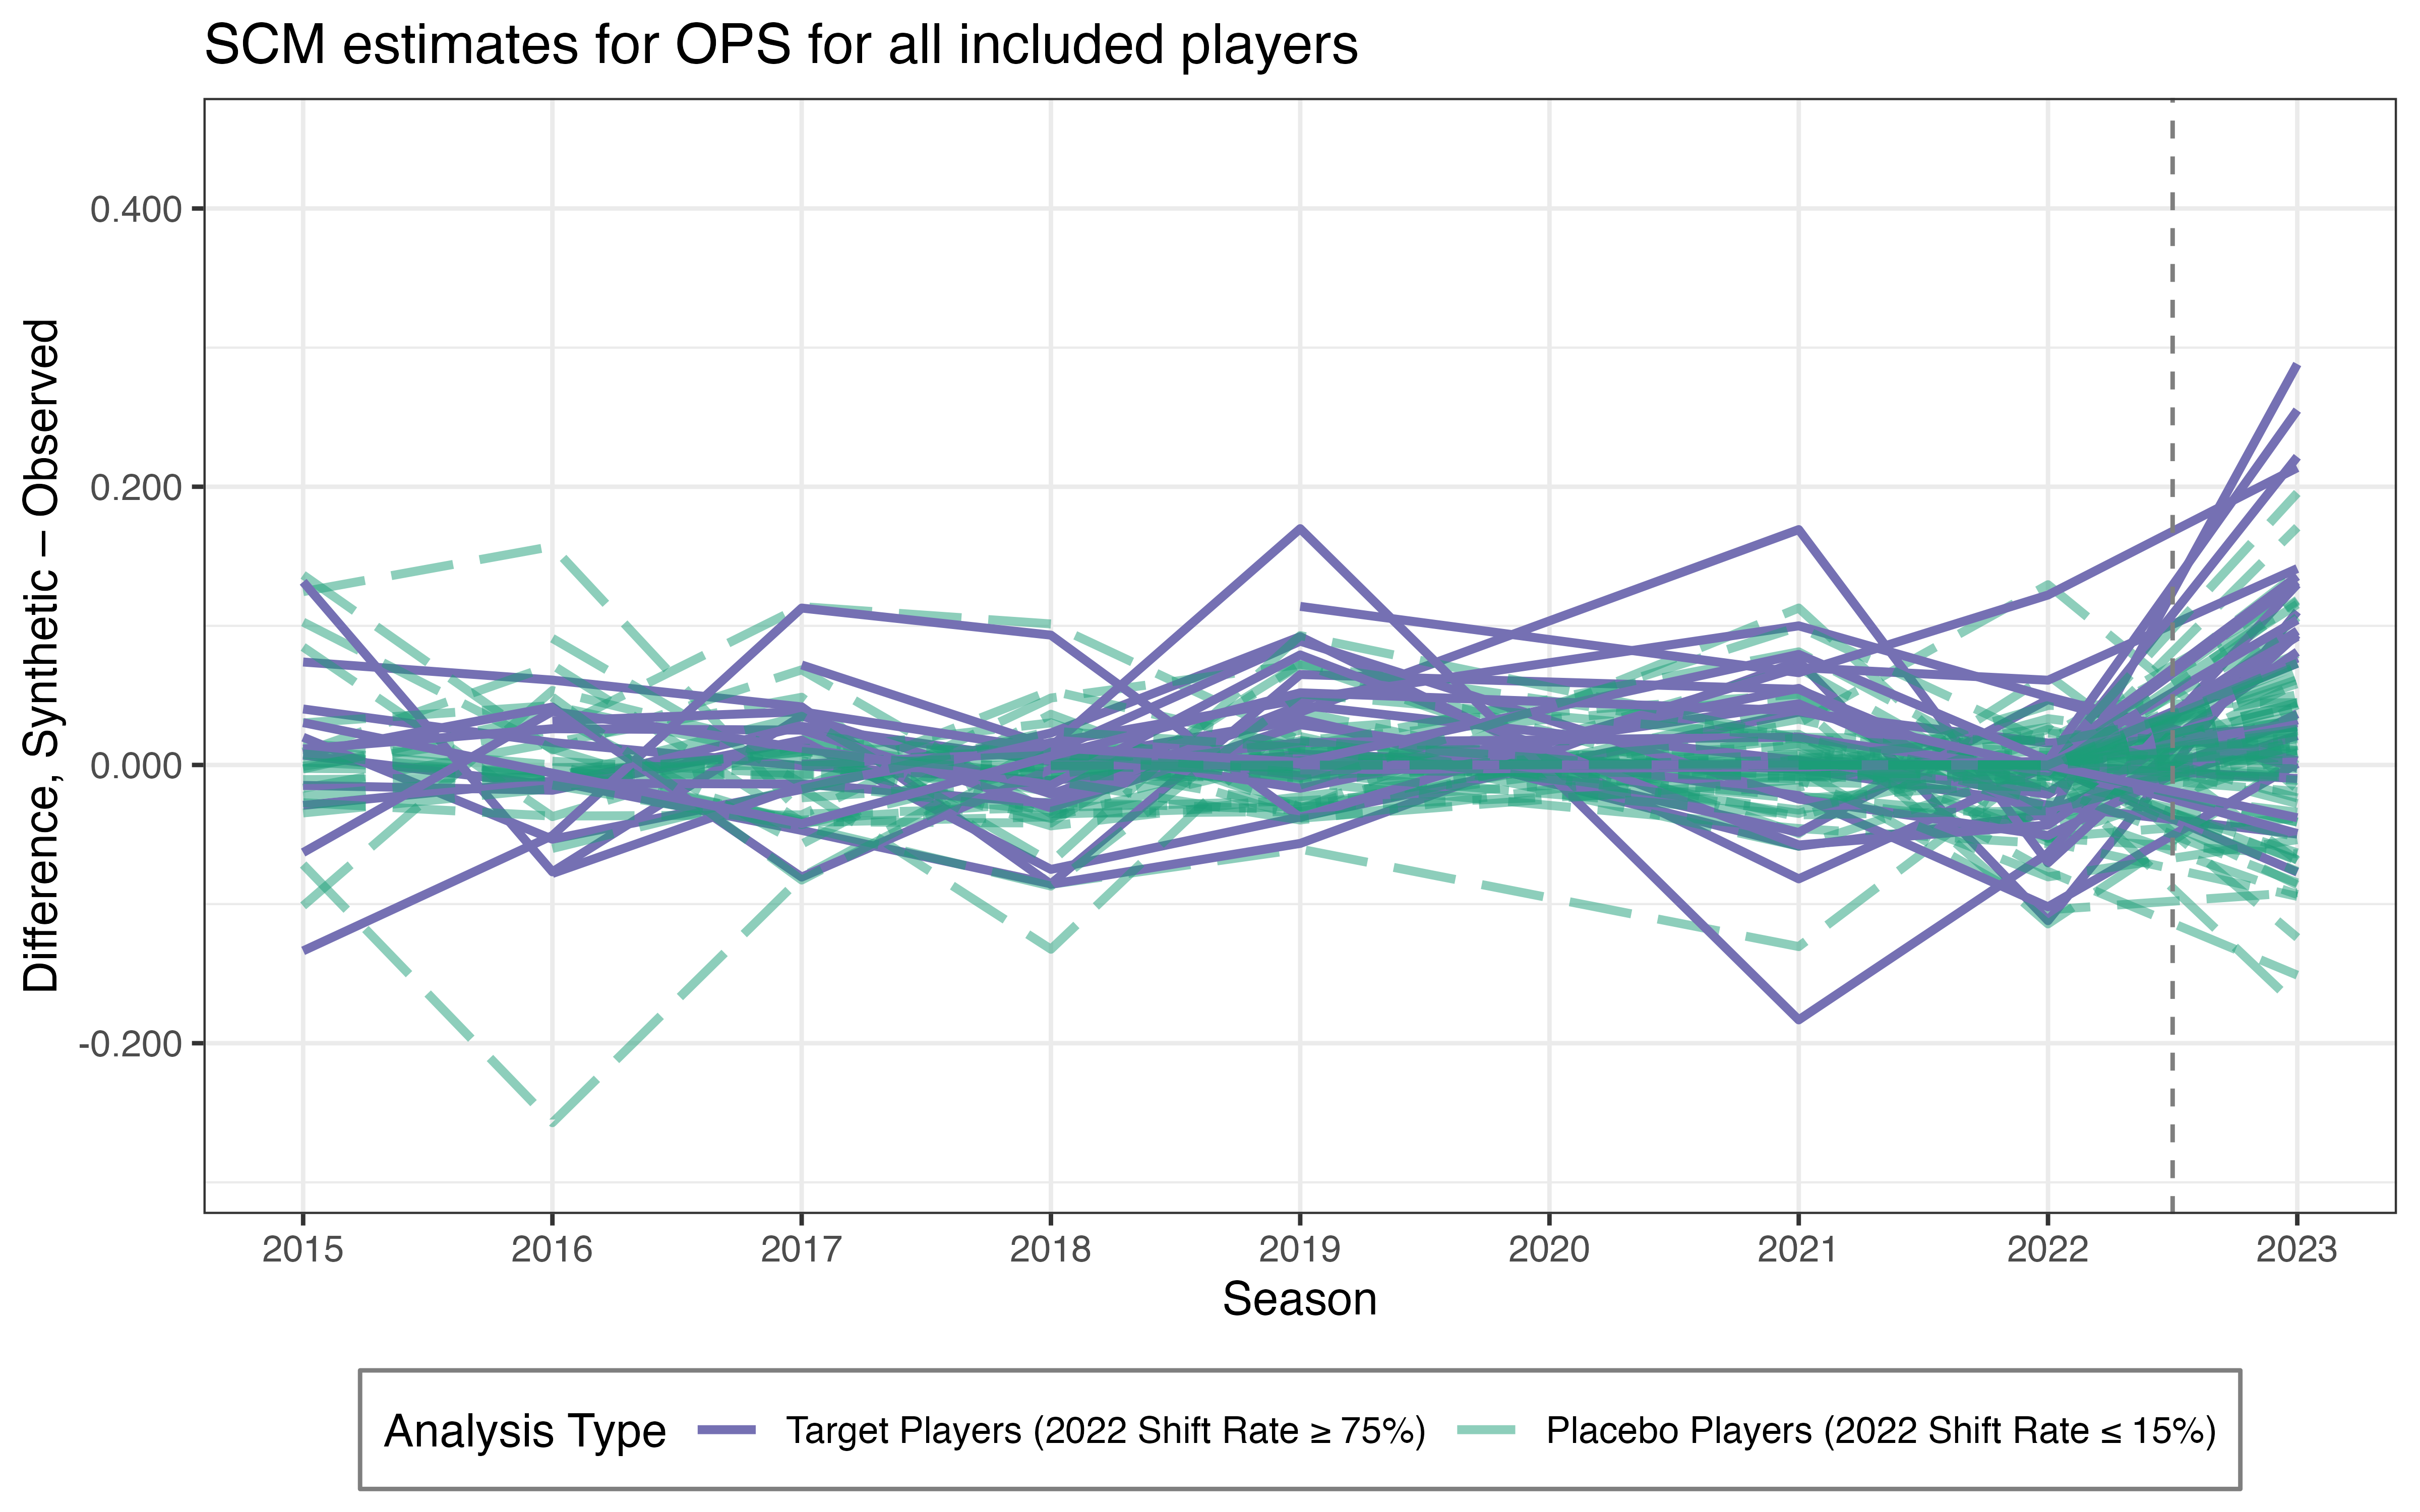 SCM estimates for OPS for all included players
Difference, Synthetic – Observed
0.400
0.200
0.000
-0.200
2015 2016 2017 2018 2019 2020 2021 2022 2023
Season
Analysis Type Target Players (2022 Shift Rate ≥ 75%) Placebo Players (2022 Shift Rate ≤ 15%)